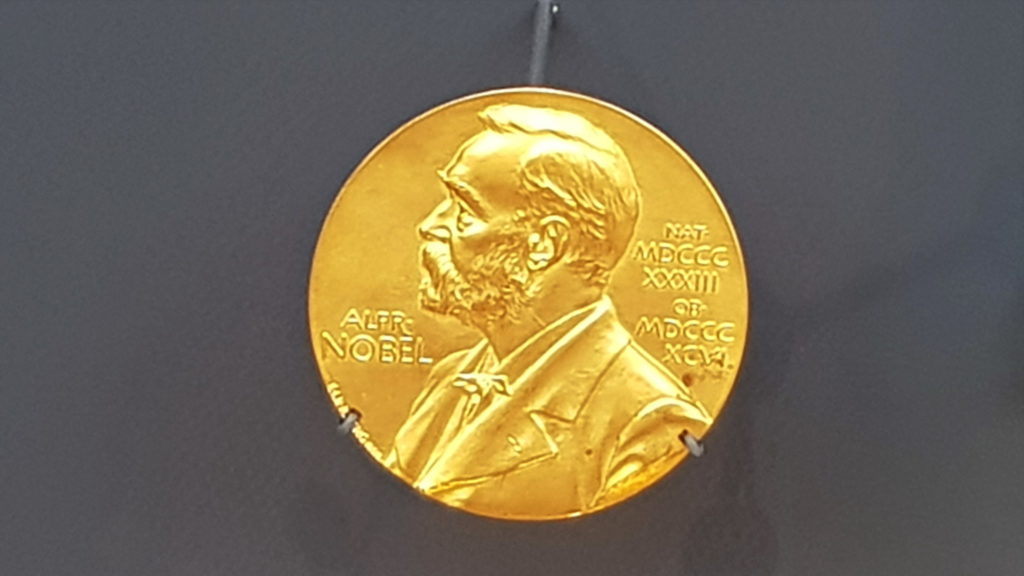 ALFR·
NOBEL
NAT·
MDCCC
XXXIII
OB·
MDCCC
XCVI